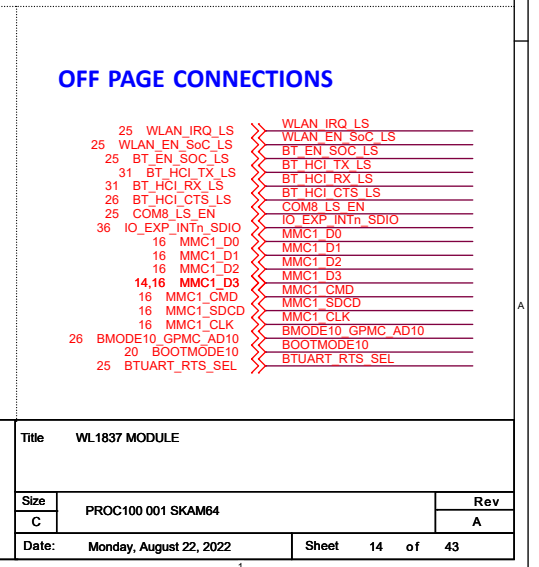 OFF PAGE CONNECTIONS
25 WLAN_IRQ_LS WLAN_IRQ_LS
25 WLAN_EN_SoC_LS WLAN_EN_SoC_LS
25 BT_EN_SOC_LS BT_EN_SOC_LS
31 BT_HCI_TX_LS BT_HCI_TX_LS
31 BT_HCI_RX_LS BT_HCI_RX_LS
26 BT_HCI_CTS_LS BT_HCI_CTS_LS
25 COM8_LS_EN COM8_LS_EN
36 IO_EXP_INTn_SDIO IO_EXP_INTn_SDIO
16 MMC1_D0 MMC1_D0
16 MMC1_D1 MMC1_D1
16 MMC1_D2 MMC1_D2
14,16 MMC1_D3 MMC1_D3
16 MMC1_CMD MMC1_CMD
16 MMC1_SDCD MMC1_SDCD
16 MMC1_CLK MMC1_CLK
26 BMODE10_GPMC_AD10 BMODE10_GPMC_AD10
20 BOOTMODE10 BOOTMODE10
25 BTUART_RTS_SEL BTUART_RTS_SEL
A
Title WL1837 MODULE
Size PROC100 001 SKAM64 Rev
C A
Date: Monday, August 22, 2022 Sheet 14 of 43